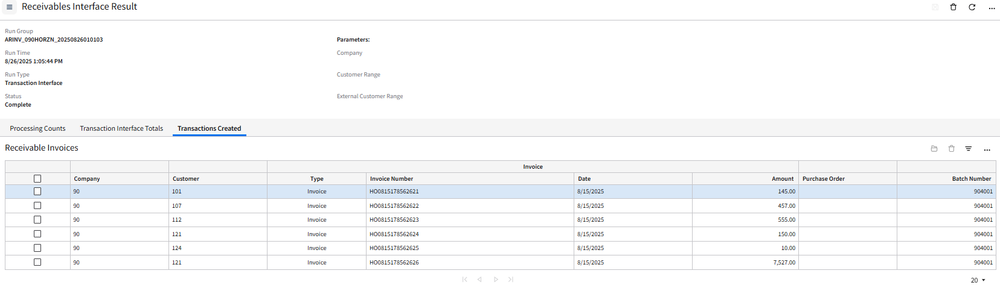 Receivables Interface Result
Run Group
ARINV_090HORZN_20250826010103
Parameters:
Run Time
Company
8/26/2025 1:05:44 PM
Run Type
Customer Range
Transaction Interface
Status
External Customer Range
Complete
Processing Counts Transaction Interface Totals Transactions Created
Receivable Invoices
Invoice
Company Customer Type Invoice Number Date Amount Purchase Order Batch Number
90 101 Invoice HO0815178562621 8/15/2025 145.00 904001
90 107 Invoice HO0815178562622 8/15/2025 457.00 904001
90 112 Invoice HO0815178562623 8/15/2025 555.00 904001
90 121 Invoice HO0815178562624 8/15/2025 150.00 904001
90 124 Invoice HO0815178562625 8/15/2025 10.00 904001
90 121 Invoice HO0815178562626 8/15/2025 7,527.00 904001
20